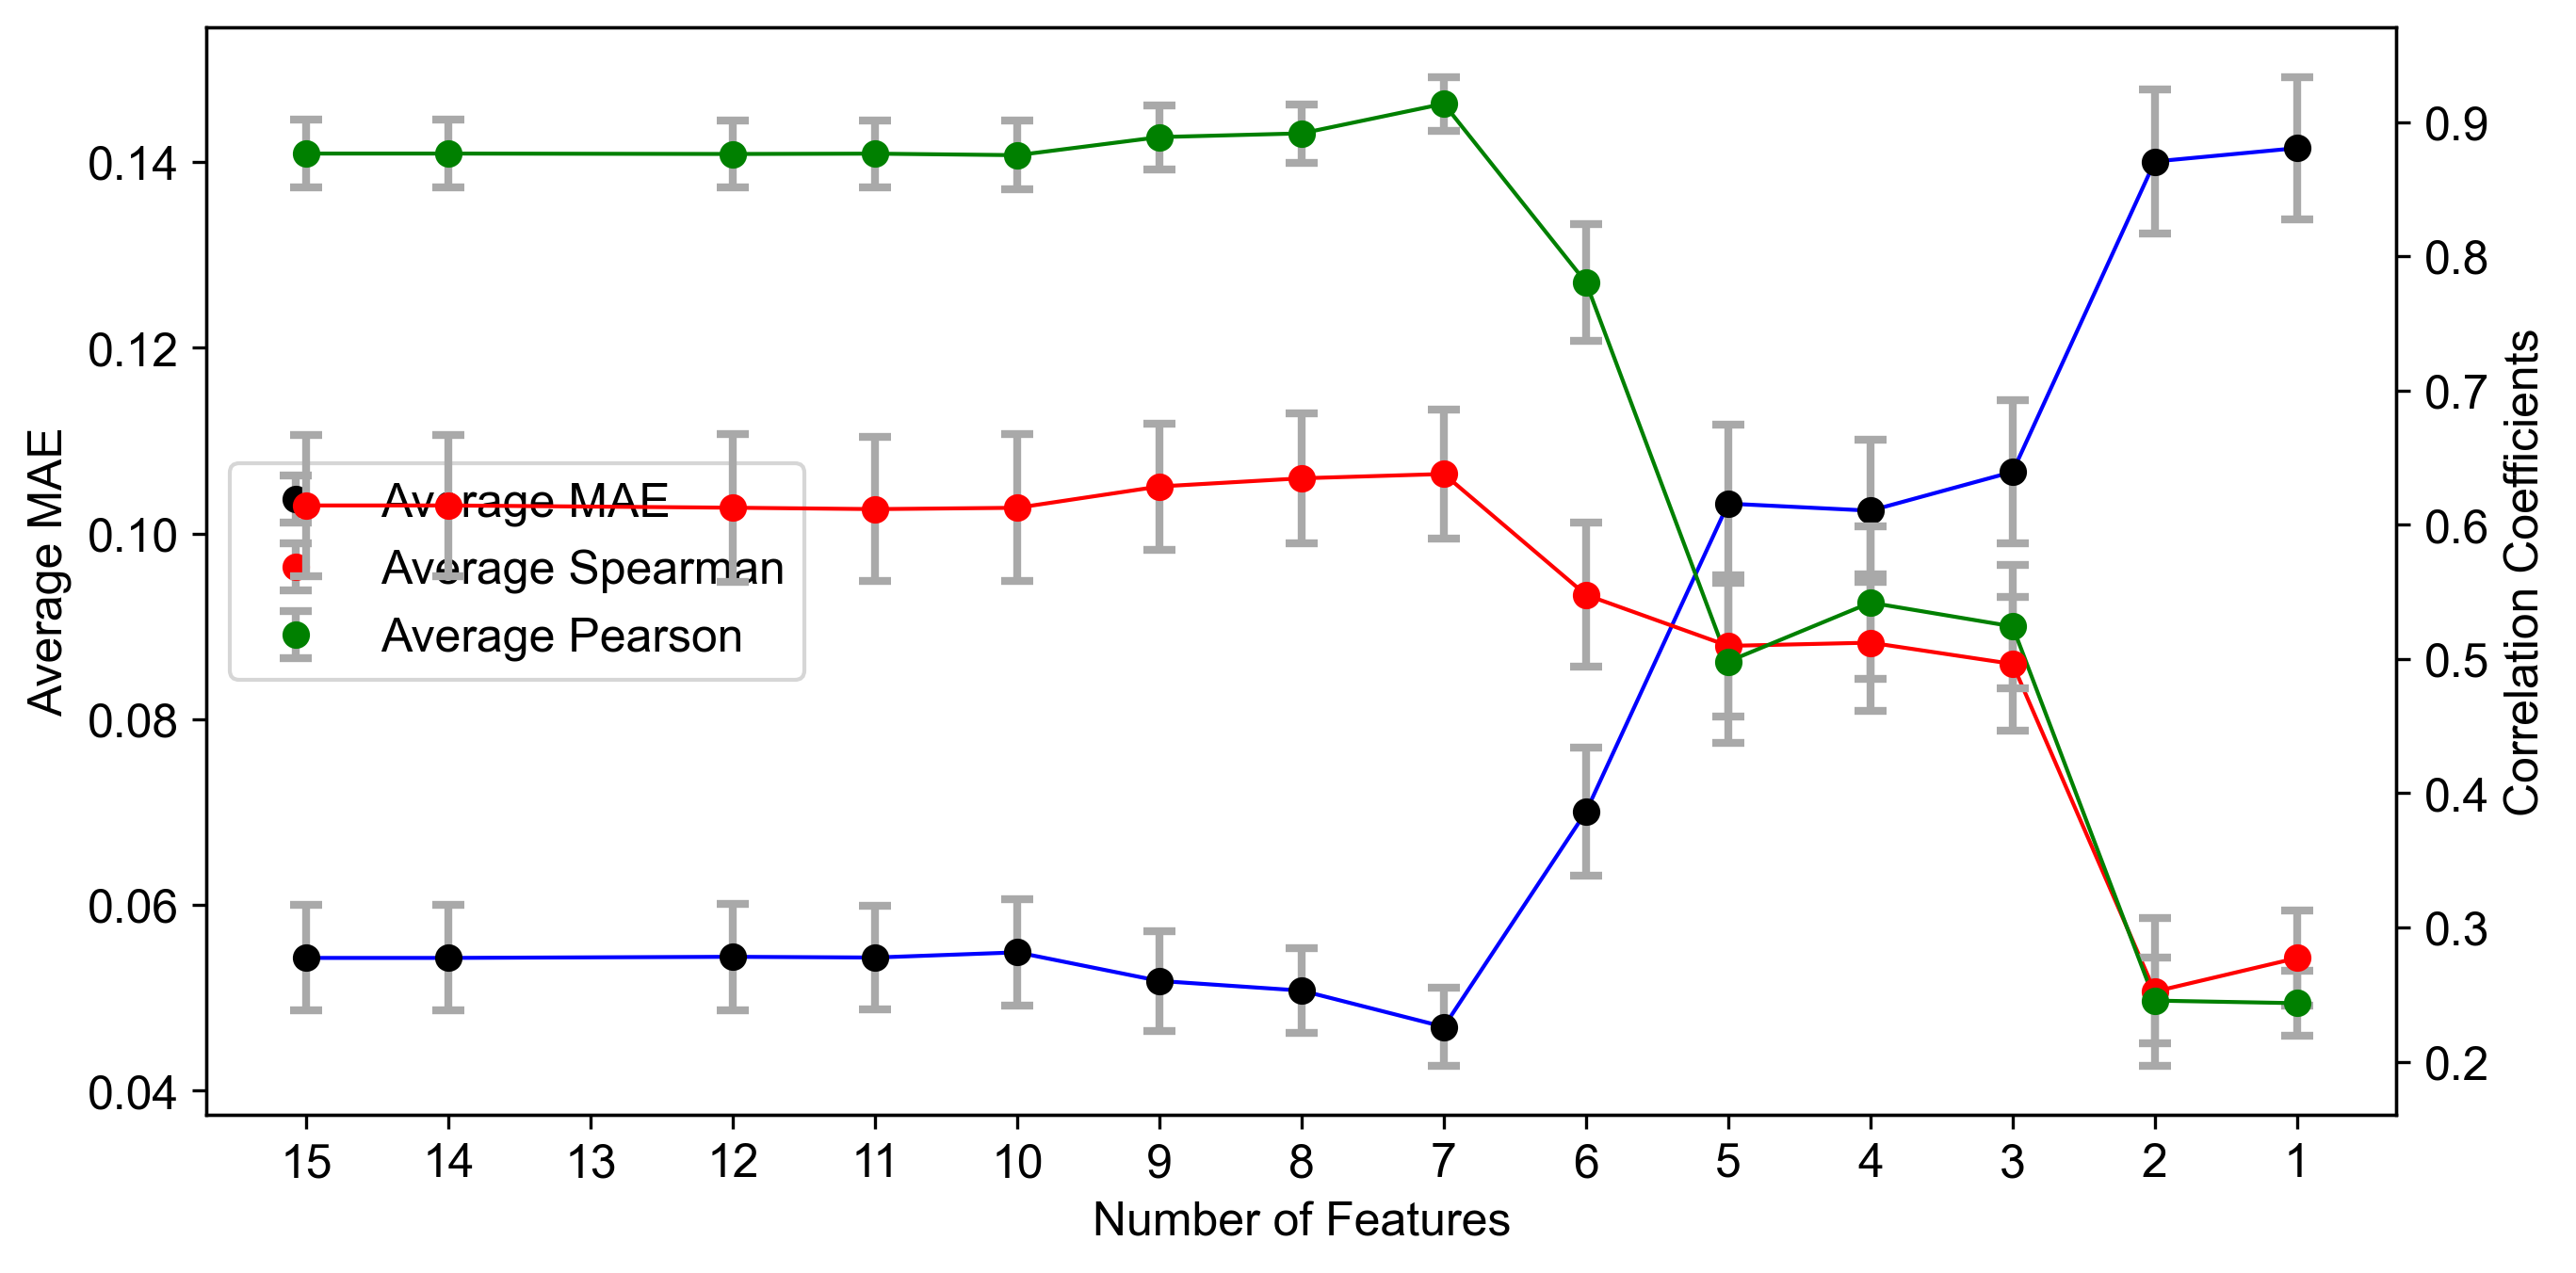 0.14
0.12
0.10
0.08
0.06
0.04
Average MAE
0.9
0.8
0.7
0.6
0.5
0.4
0.3
0.2
Correlation Coefficients
Average MAE
Average Spearman
Average Pearson
15 14 13 12 11 10 9 8 7 6 5 4 3 2 1
Number of Features